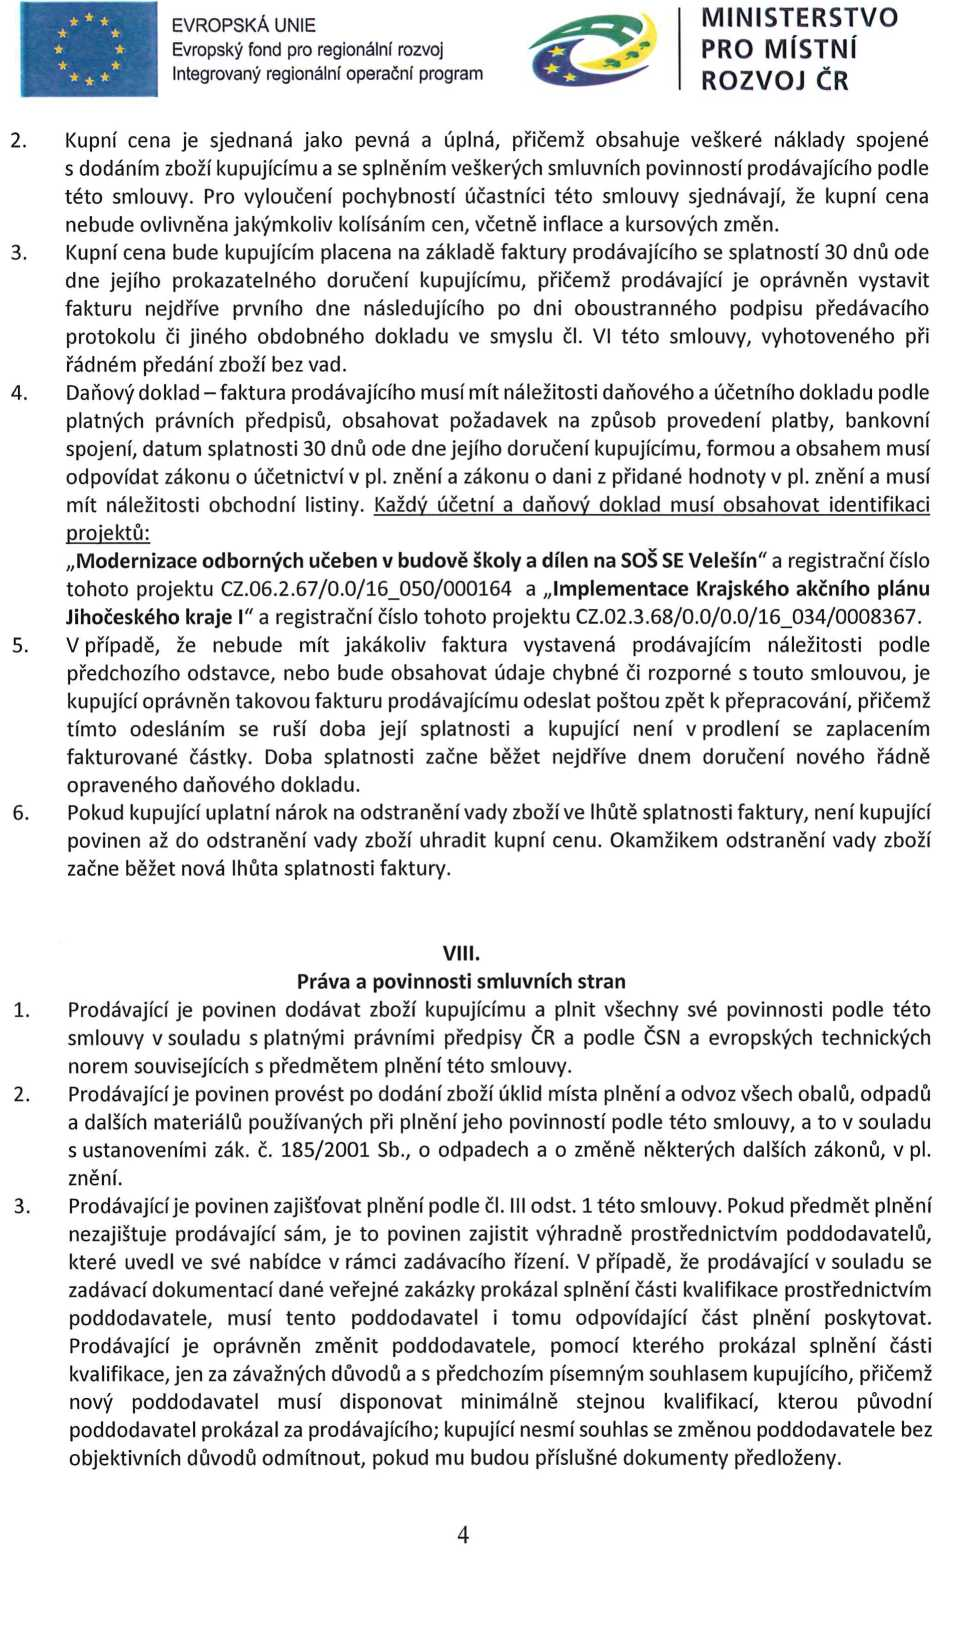 EVROPSKÁ UNIE
Evropský fond pro regionální rozvoj
Integrovaný regionální operační program
MINISTERSTVO
PRO MÍSTNÍ
ROZVOJ ČR
2. Kupní cena je sjednaná jako pevná a úplná, přičemž obsahuje veškeré náklady spojené
s dodáním zboží kupujícímu a se splněním veškerých smluvních povinností prodávajícího podle
této smlouvy. Pro vyloučení pochybností účastníci této smlouvy sjednávají, že kupní cena
nebude ovlivněna jakýmkoliv kolísáním cen, včetně inflace a kursových změn.
3. Kupní cena bude kupujícím placena na základě faktury prodávajícího se splatností 30 dnů ode
dne jejího prokazatelného doručení kupujícímu, přičemž prodávající je oprávněn vystavit
fakturu nejdříve prvního dne následujícího po dni oboustranného podpisu předávacího
protokolu či jiného obdobného dokladu ve smyslu čl. VI této smlouvy, vyhotoveného při
řádném předání zboží bez vad.
4. Daňový doklad – faktura prodávajícího musí mít náležitosti daňového a účetního dokladu podle
platných právních předpisů, obsahovat požadavek na způsob provedení platby, bankovní
spojení, datum splatnosti 30 dnů ode dne jejího doručení kupujícímu, formou a obsahem musí
odpovídat zákonu o účetnictví v pl. znění a zákonu o dani z přidané hodnoty v pl. znění a musí
mít náležitosti obchodní listiny. Každý účetní a daňový doklad musí obsahovat identifikaci
projektů:
„Modernizace odborných učeben v budově školy a dílen na SOŠ SE Velešín" a registrační číslo
tohoto projektu CZ.06.2.67/0.0/16_050/000164 a „Implementace Krajského akčního plánu
Jihočeského kraje I" a registrační číslo tohoto projektu CZ.02.3.68/0.0/0.0/16_034/0008367.
5. V případě, že nebude mít jakákoliv faktura vystavená prodávajícím náležitosti podle
předchozího odstavce, nebo bude obsahovat údaje chybné či rozporné s touto smlouvou, je
kupující oprávněn takovou fakturu prodávajícímu odeslat poštou zpět k přepracování, přičemž
tímto odesláním se ruší doba její splatnosti a kupující není v prodlení se zaplacením
fakturované částky. Doba splatnosti začne běžet nejdříve dnem doručení nového řádně
opraveného daňového dokladu.
6. Pokud kupující uplatní nárok na odstranění vady zboží ve lhůtě splatnosti faktury, není kupující
povinen až do odstranění vady zboží uhradit kupní cenu. Okamžikem odstranění vady zboží
začne běžet nová lhůta splatnosti faktury.
VIII.
Práva a povinnosti smluvních stran
1. Prodávající je povinen dodávat zboží kupujícímu a plnit všechny své povinnosti podle této
smlouvy v souladu s platnými právními předpisy ČR a podle ČSN a evropských technických
norem souvisejících s předmětem plnění této smlouvy.
2. Prodávající je povinen provést po dodání zboží úklid místa plnění a odvoz všech obalů, odpadů
a dalších materiálů používaných při plnění jeho povinností podle této smlouvy, a to v souladu
s ustanoveními zák. č. 185/2001 Sb., o odpadech a o změně některých dalších zákonů, v pl.
znění.
3. Prodávající je povinen zajišťovat plnění podle čl. III odst. 1 této smlouvy. Pokud předmět plnění
nezajištuje prodávající sám, je to povinen zajistit výhradně prostřednictvím poddodavatelů,
které uvedl ve své nabídce v rámci zadávacího řízení. V případě, že prodávající v souladu se
zadávací dokumentací dané veřejné zakázky prokázal splnění části kvalifikace prostřednictvím
poddodavatele, musí tento poddodavatel i tomu odpovídající část plnění poskytovat.
Prodávající je oprávněn změnit poddodavatele, pomocí kterého prokázal splnění části
kvalifikace, jen za závažných důvodů a s předchozím písemným souhlasem kupujícího, přičemž
nový poddodavatel musí disponovat minimálně stejnou kvalifikací, kterou původní
poddodavatel prokázal za prodávajícího; kupující nesmí souhlas se změnou poddodavatele bez
objektivních důvodů odmítnout, pokud mu budou příslušné dokumenty předloženy.
4